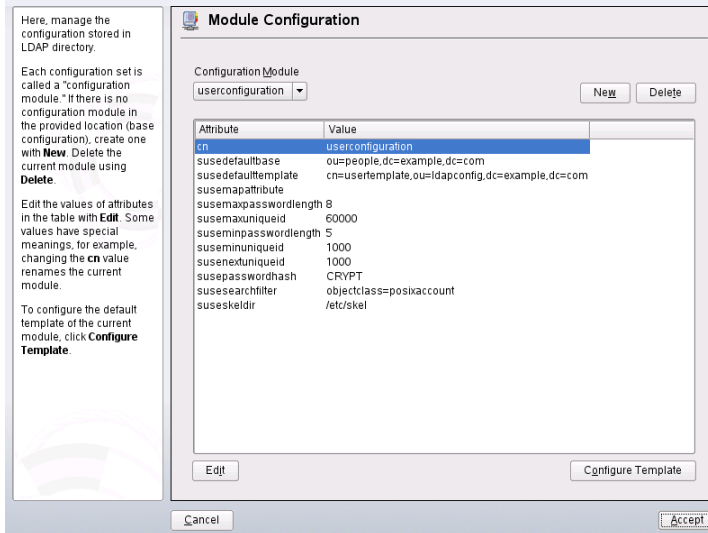 Here, manage the
configuration stored in
LDAP directory.
Each configuration set is
called a "configuration
module." If there is no
configuration module in
the provided location (base
configuration), create one
with New. Delete the
current module using
Delete.
Edit the values of attributes
in the table with Edit. Some
values have special
meanings, for example,
changing the cn value
renames the current
module.
To configure the default
template of the current
module, click Configure
Template.
Module Configuration
Configuration Module
userconfiguration
New
Delete
Attribute Value
cn userconfiguration
susedefaultbase ou=people,dc=example,dc=com
susedefaulttemplate cn=usertemplate,ou=ldapconfig,dc=example,dc=com
susemapattribute
susemaxpasswordlength 8
susemaxuniqueid 60000
suseminpasswordlength 5
suseminuniqueid 1000
susenextuniqueid 1000
susepasswordhash CRYPT
susesearchfilter objectclass=posixaccount
suseskeldir /etc/skel
Edit
Configure Template
Cancel
Accept